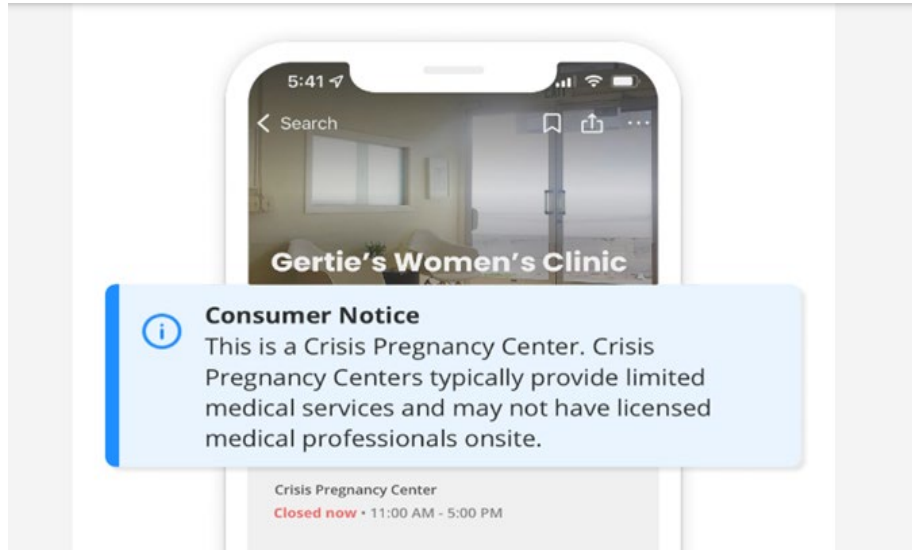 5:41
Search
Gertie's Women's Clinic
Consumer Notice
This is a Crisis Pregnancy Center. Crisis
Pregnancy Centers typically provide limited
medical services and may not have licensed
medical professionals onsite.
Crisis Pregnancy Center
Closed now • 11:00 AM - 5:00 PM